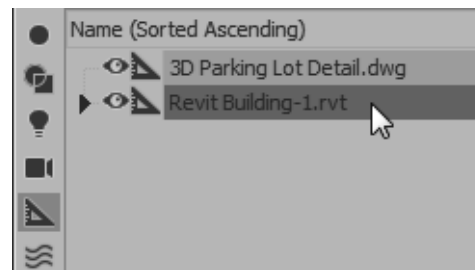 Name (Sorted Ascending)
3D Parking Lot Detail.dwg
Revit Building-1.rvt